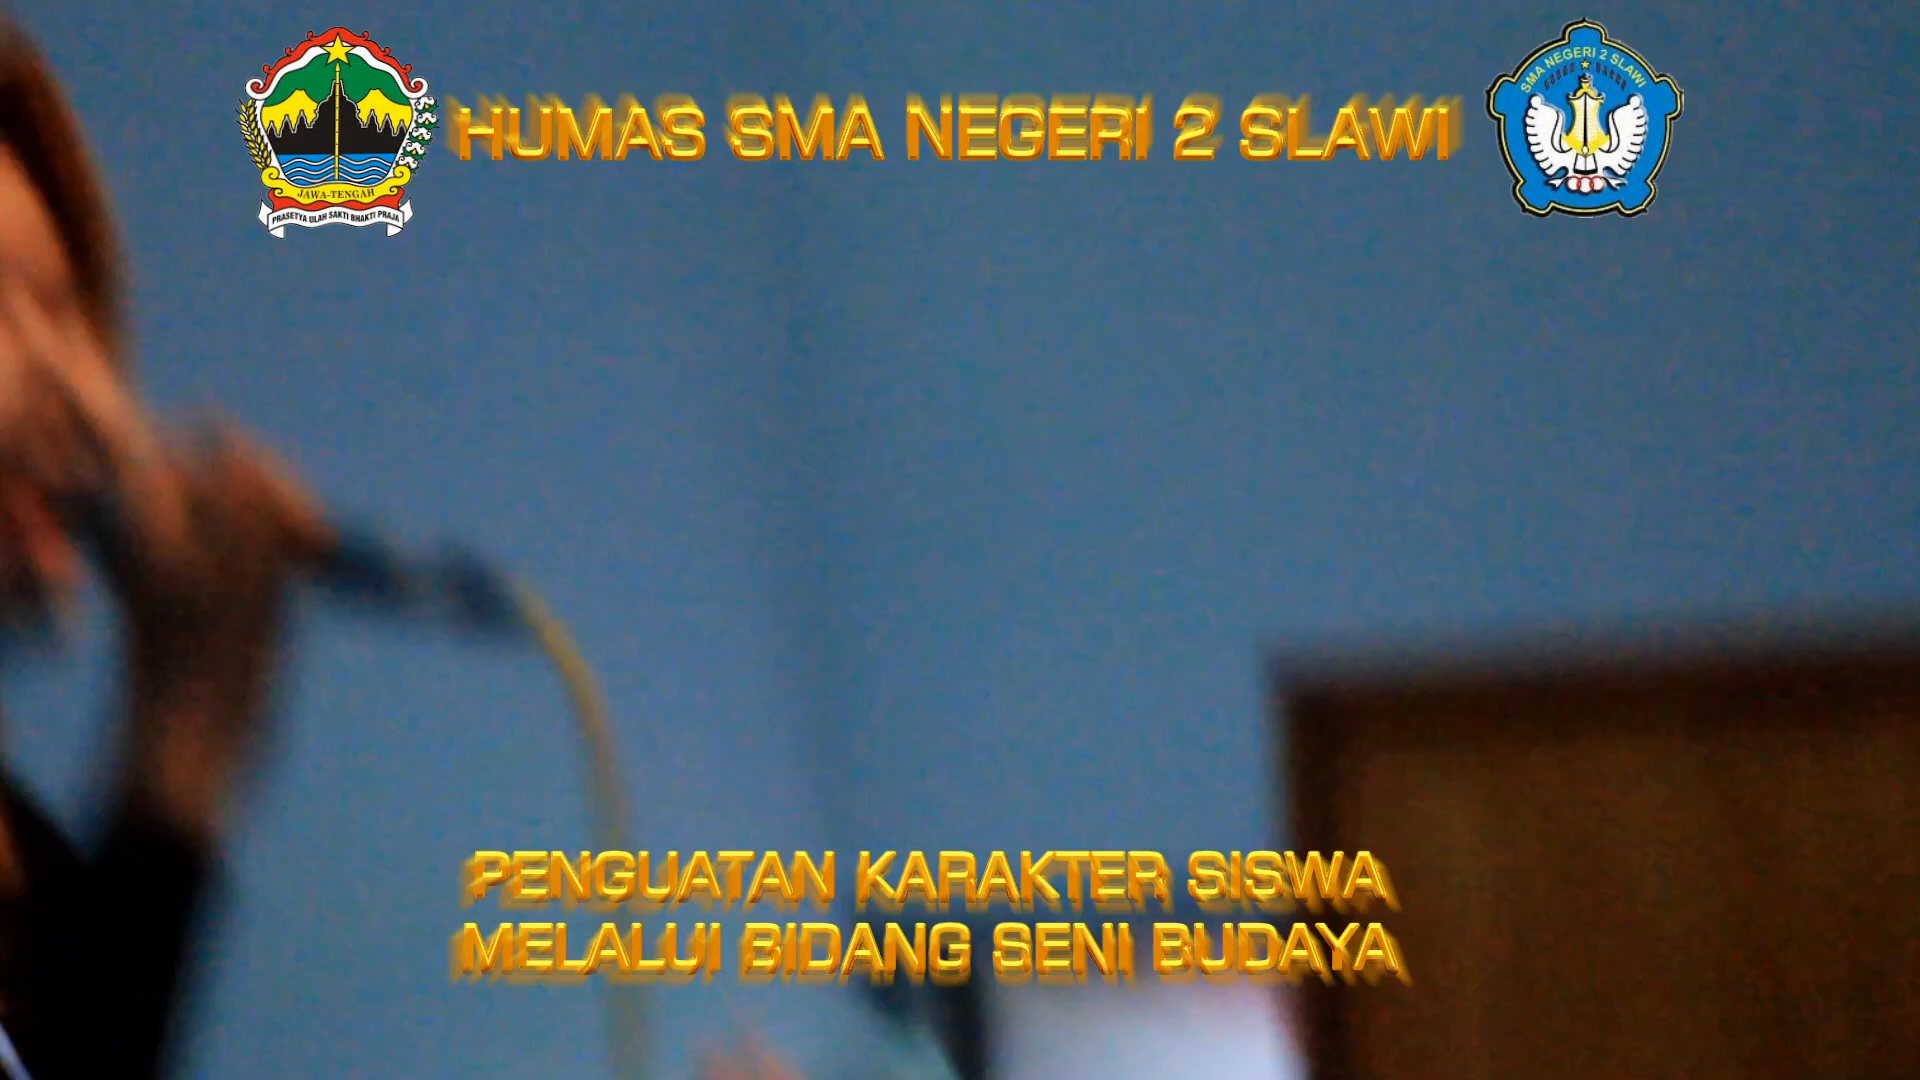 HUMAS SMA NEGERI 2 SLAWI
JAWA-TENGAH
PRASETYA ULAH SAKTI BHAKTI PRAJA
SMA NEGERI 2 SLAWI
PENGUATAN KARAKTER SISWA
MELALUI BIDANG SENI BUDAYA